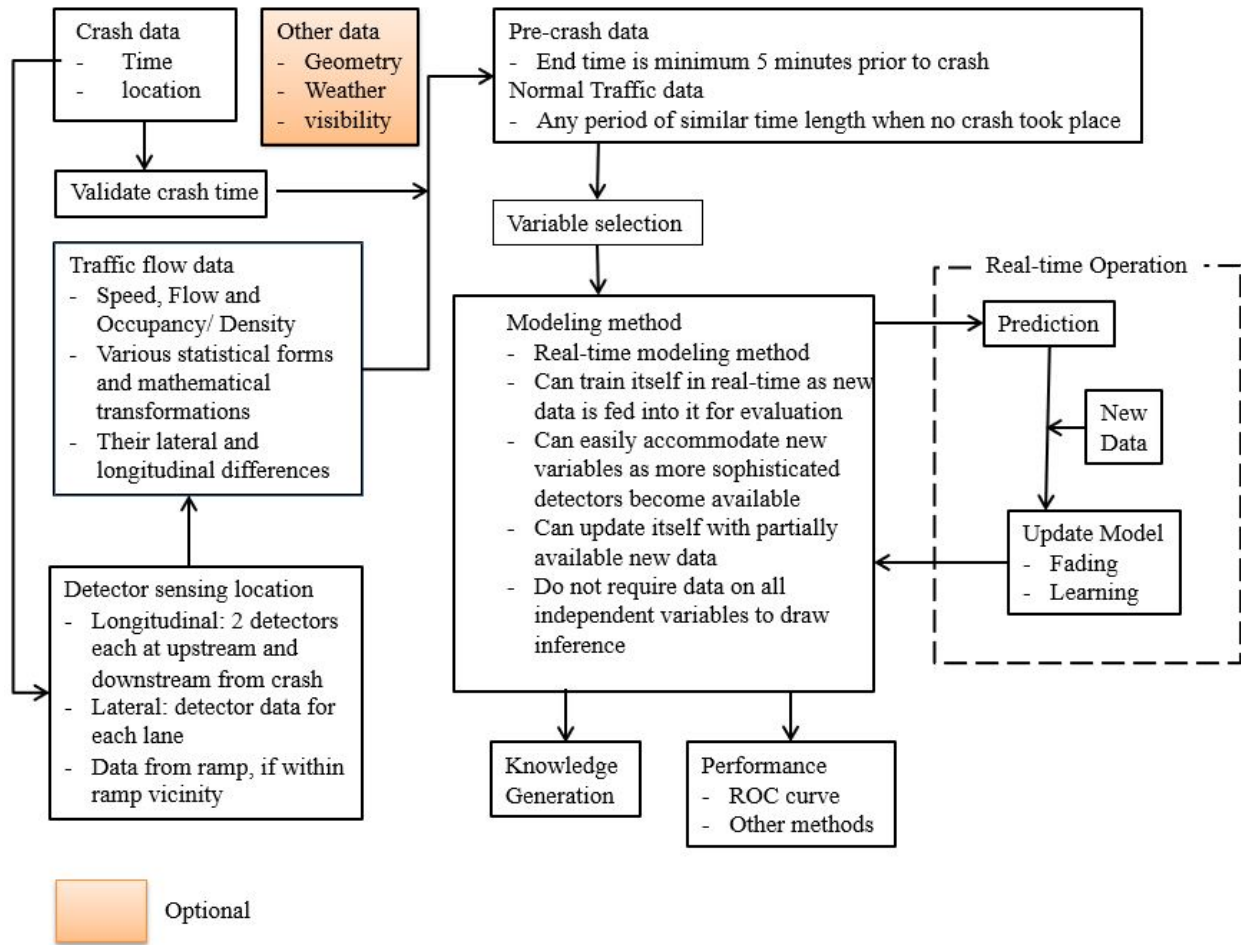 Crash data
- Time
- location
Other data
- Geometry
- Weather
- visibility
Pre-crash data
- End time is minimum 5 minutes prior to crash
Normal Traffic data
- Any period of similar time length when no crash took place
Validate crash time
Variable selection
Traffic flow data
- Speed, Flow and
Occupancy/ Density
- Various statistical forms
and mathematical
transformations
- Their lateral and
longitudinal differences
Modeling method
- Real-time modeling method
- Can train itself in real-time as new
data is fed into it for evaluation
- Can easily accommodate new
variables as more sophisticated
detectors become available
- Can update itself with partially
available new data
- Do not require data on all
independent variables to draw
inference
Real-time Operation
Prediction
New
Data
Update Model
- Fading
- Learning
Detector sensing location
- Longitudinal: 2 detectors
each at upstream and
downstream from crash
- Lateral: detector data for
each lane
- Data from ramp, if within
ramp vicinity
Knowledge
Generation
Performance
- ROC curve
- Other methods
Optional